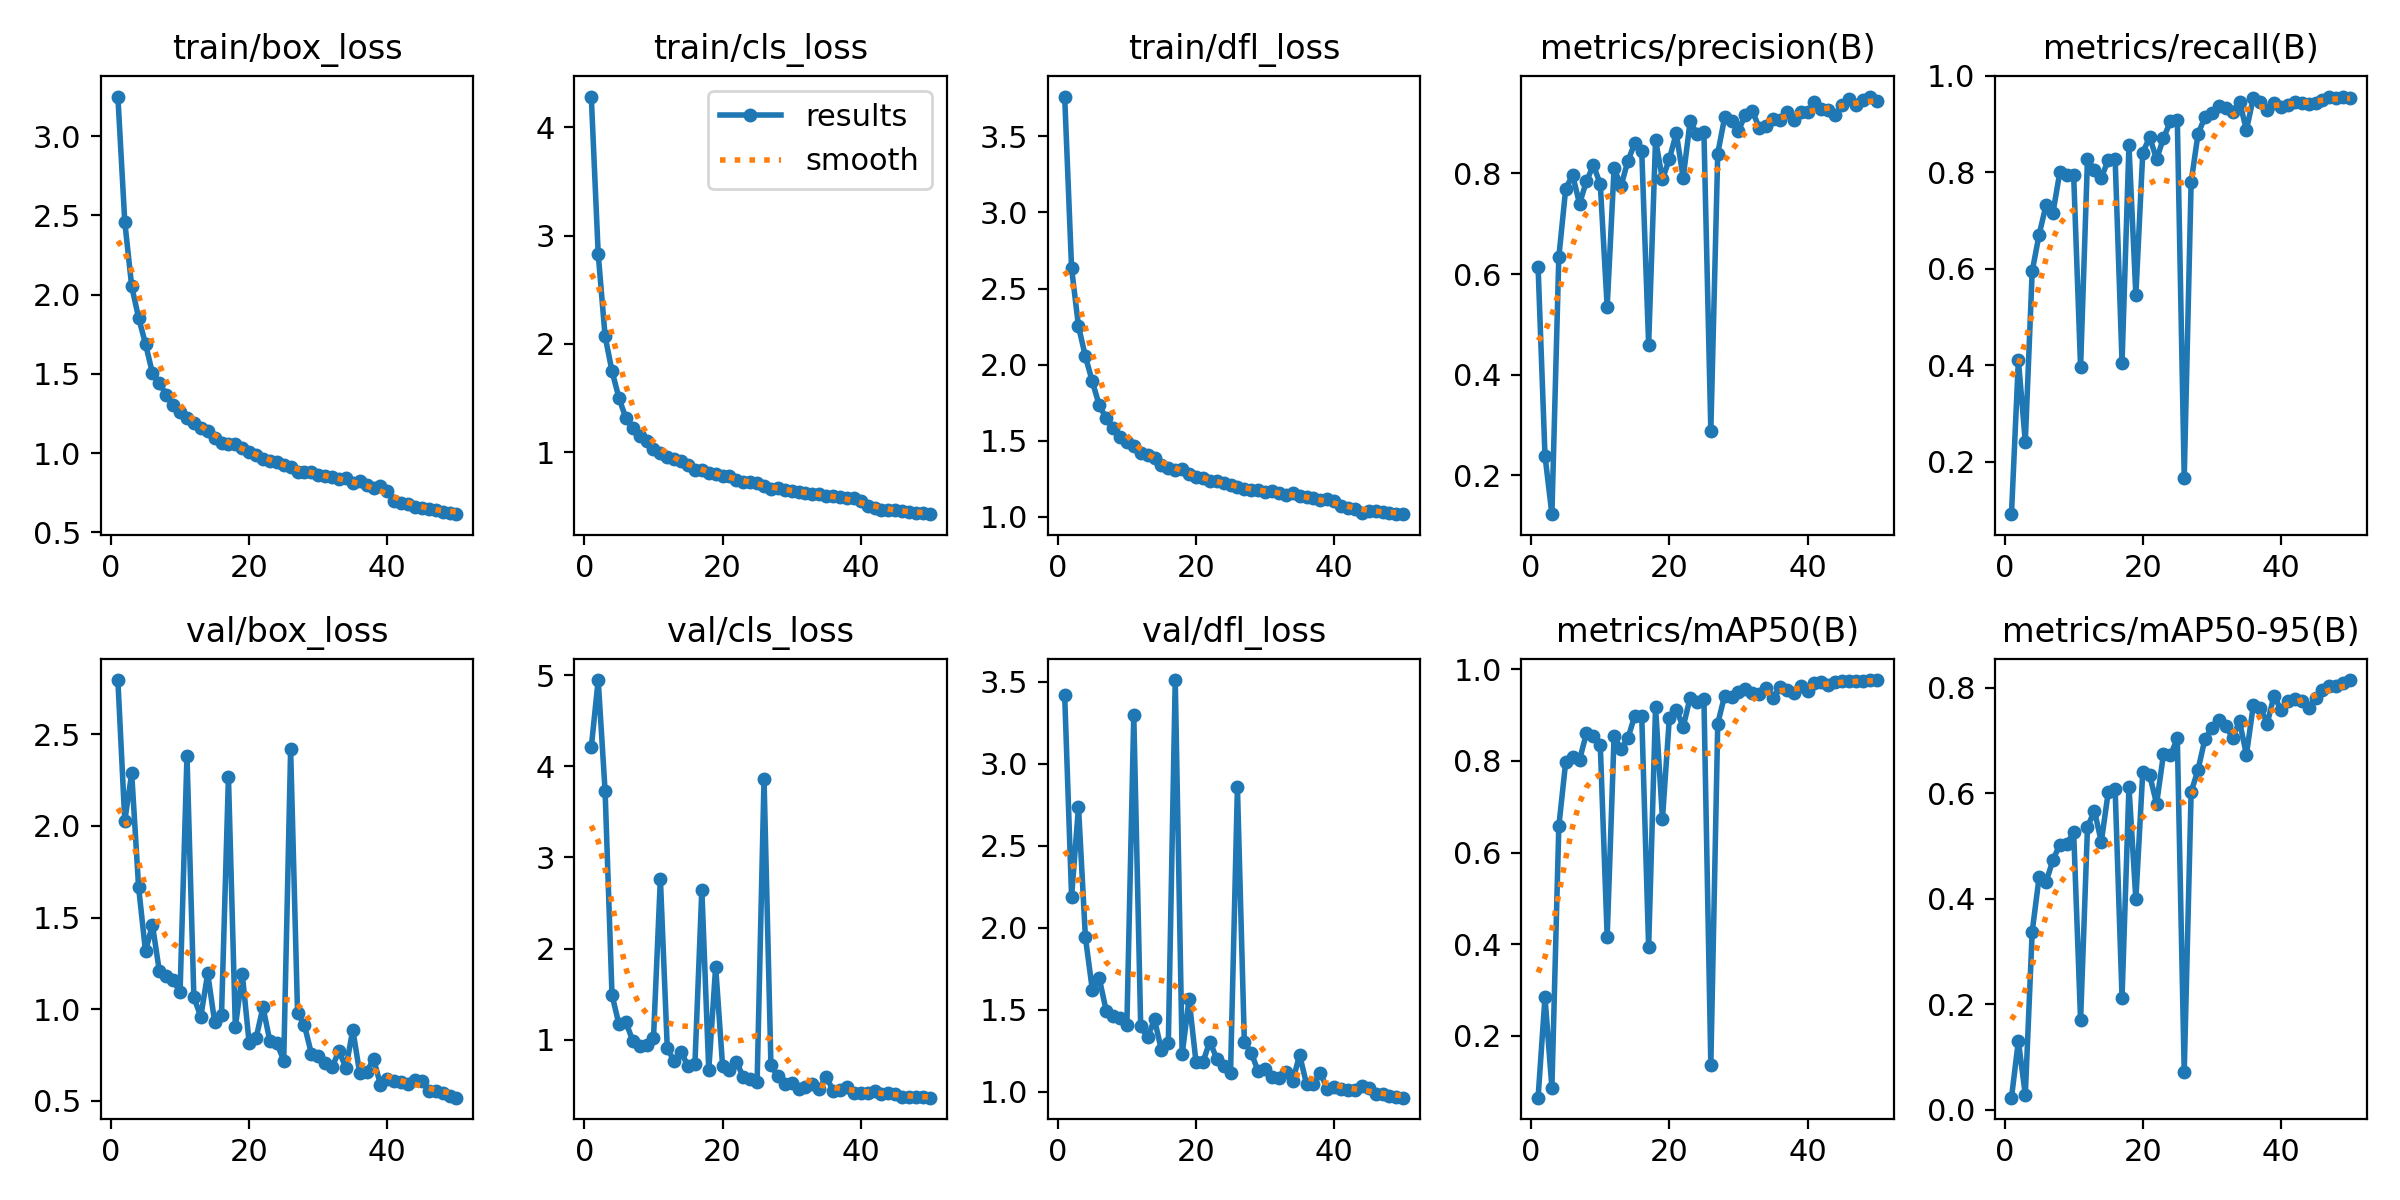 train/box_loss
3.0
2.5
2.0
1.5
1.0
0.5
0 20 40
train/cls_loss
results
smooth
4
3
2
1
0 20 40
train/dfl_loss
3.5
3.0
2.5
2.0
1.5
1.0
0 20 40
metrics/precision(B)
0.8
0.6
0.4
0.2
0 20 40
metrics/recall(B)
1.0
0.8
0.6
0.4
0.2
0 20 40
val/box_loss
2.5
2.0
1.5
1.0
0.5
0 20 40
val/cls_loss
5
4
3
2
1
0 20 40
val/dfl_loss
3.5
3.0
2.5
2.0
1.5
1.0
0 20 40
metrics/mAP50(B)
1.0
0.8
0.6
0.4
0.2
0 20 40
metrics/mAP50-95(B)
0.8
0.6
0.4
0.2
0.0
0 20 40